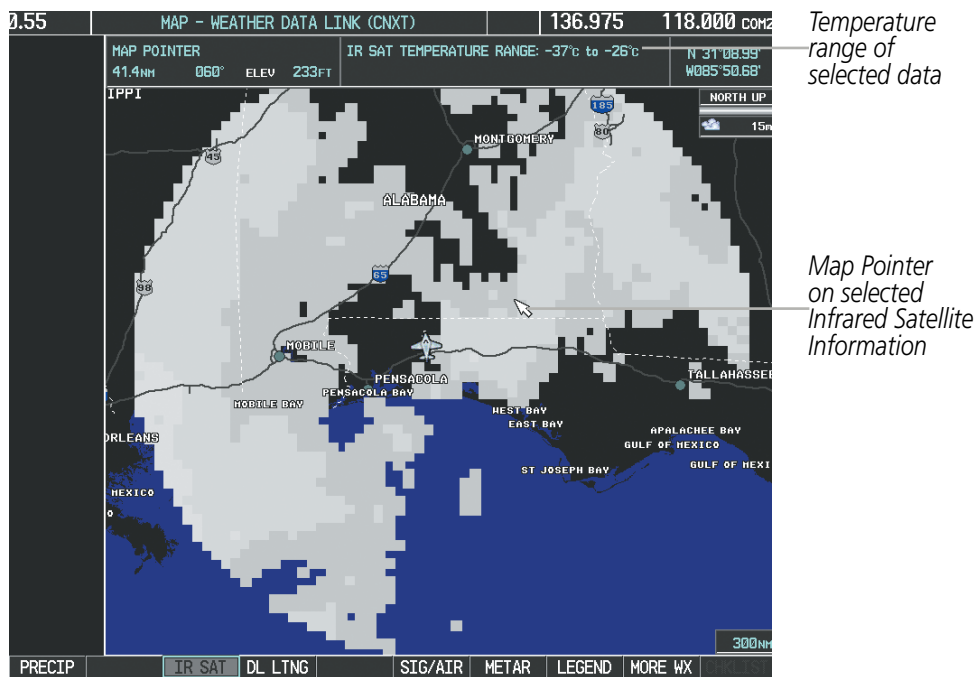 0.55
MAP – WEATHER DATA LINK (CNXT)
136.975
118.000 COM2
MAP POINTER
41.4NM 060° ELEV 233FT
IR SAT TEMPERATURE RANGE: -37°C to -26°C
N 31°08.99'
W085°50.68'
Temperature
range of
selected data
IPPI
NORTH UP
15m
185
80
MONTGOMERY
45
ALABAMA
65
98
Map Pointer
on selected
Infrared Satellite
Information
MOBILE
PENSACOLA
TALLAHASSEE
PENSACOLA BAY
MOBILE BAY
WEST BAY
EAST BAY
APALACHEE BAY
ORLEANS
GULF OF MEXICO
ST JOSEPH BAY
GULF OF MEXI
MEXICO
O
300NM
PRECIP
IR SAT
DL LTNG
SIG/AIR
METAR
LEGEND
MORE WX
CHKLIST